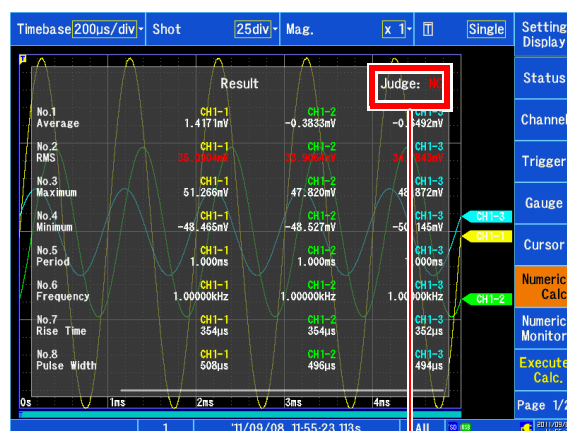 Timebase 200μs/div Shot 25div Mag. x 1 T Single
Setting
Display
Status
Channel
Trigger
Gauge
Cursor
Numeric
Calc
Numeric
Monitor
Execute
Calc.
Page 1/2
Result Judge: NG
No.1 CH1-1 CH1-2 CH1-3
Average 1.4171mV -0.3833mV
No.2 CH1-1 CH1-2 CH1-3
RMS
No.3 CH1-1 CH1-2 CH1-3
Maximum 51.266mV 47.820mV
No.4 CH1-1 CH1-2 CH1-3
Minimum -48.465mV -48.527mV
No.5 CH1-1 CH1-2 CH1-3
Period 1.000ms 1.000ms
No.6 CH1-1 CH1-2 CH1-3
Frequency 1.00000kHz 1.00000kHz
No.7 CH1-1 CH1-2 CH1-3
Rise Time 354μs 354μs 352μs
No.8 CH1-1 CH1-2 CH1-3
Pulse Width 508μs 496μs 494μs
CH1-3
CH1-1
CH1-2
0s 1ms 2ms 3ms 4ms
1 '11/09/08 11:55:23.113s All SD